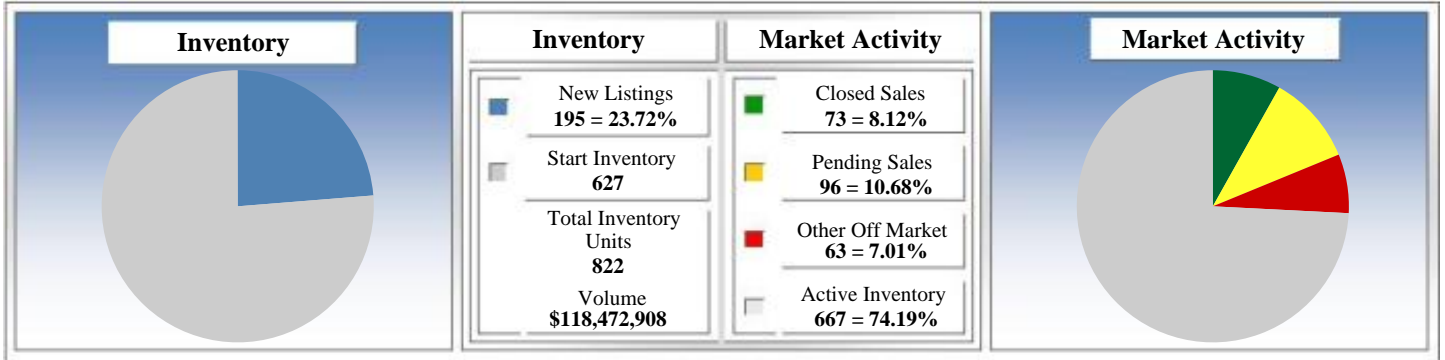 Inventory
Inventory
Market Activity
New Listings
195 = 23.72%
Start Inventory
627
Total Inventory
Units
822
Volume
$118,472,908
Closed Sales
73 = 8.12%
Pending Sales
96 = 10.68%
Other Off Market
63 = 7.01%
Active Inventory
667 = 74.19%
Market Activity